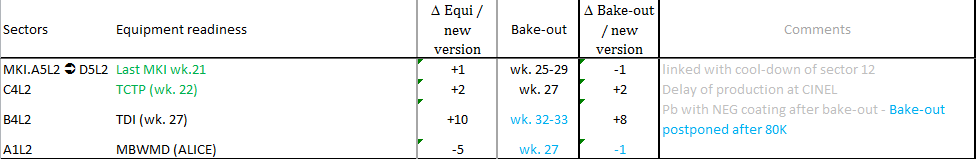 Sectors Equipment readiness Δ Equi / new version Bake-out Δ Bake-out / new version Comments
MKI.A5L2 ➲ D5L2 Last MKI wk.21 +1 wk. 25-29 -1 linked with cool-down of sector 12
C4L2 TCTP (wk. 22) +2 wk. 27 +2 Delay of production at CINEL
B4L2 TDI (wk. 27) +10 wk. 32-33 +8 Pb with NEG coating after bake-out - Bake-out postponed after 80K
A1L2 MBWMD (ALICE) -5 wk. 27 -1